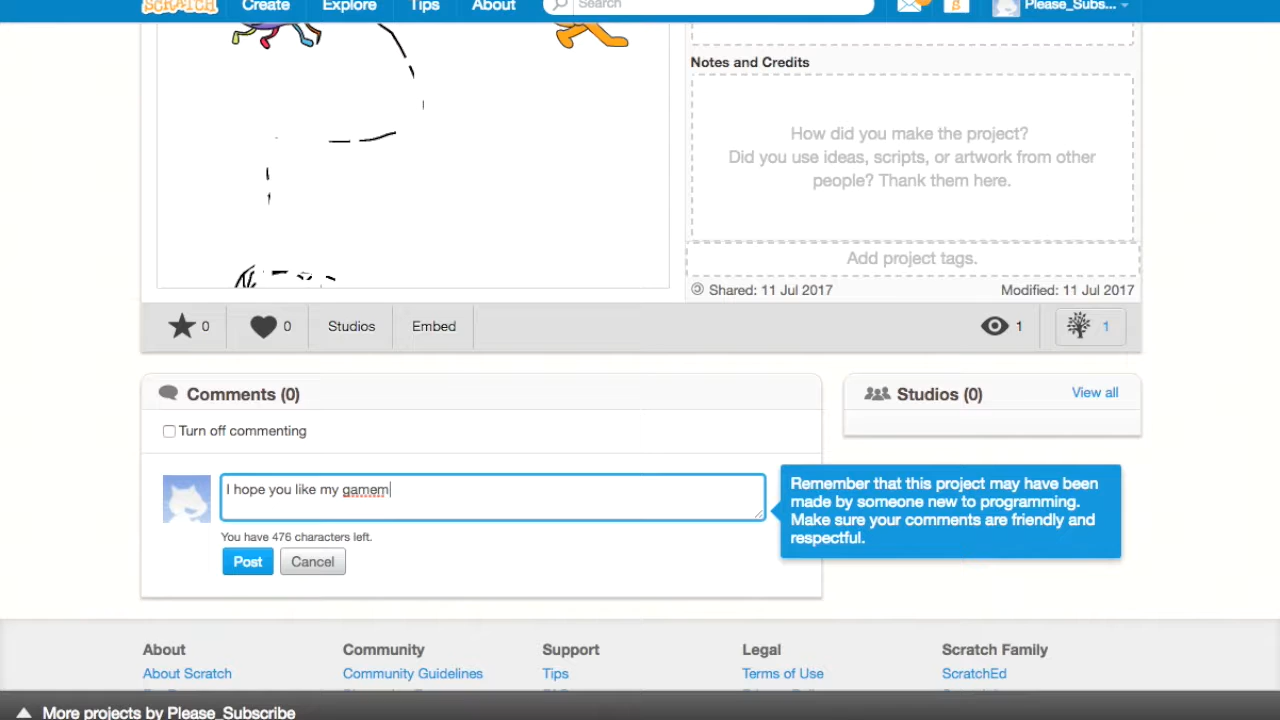 SCRATCH Create Explore Tips About Search β Please_Subs...
Notes and Credits
How did you make the project?
Did you use ideas, scripts, or artwork from other
people? Thank them here.
Add project tags.
Shared: 11 Jul 2017 Modified: 11 Jul 2017
0 0 Studios Embed 1 1
Comments (0)
Turn off commenting
I hope you like my gamem
You have 476 characters left.
Post Cancel
Remember that this project may have been
made by someone new to programming.
Make sure your comments are friendly and
respectful.
Studios (0) View all
About Community Support Legal Scratch Family
About Scratch Community Guidelines Tips Terms of Use ScratchEd
More projects by Please_Subscribe